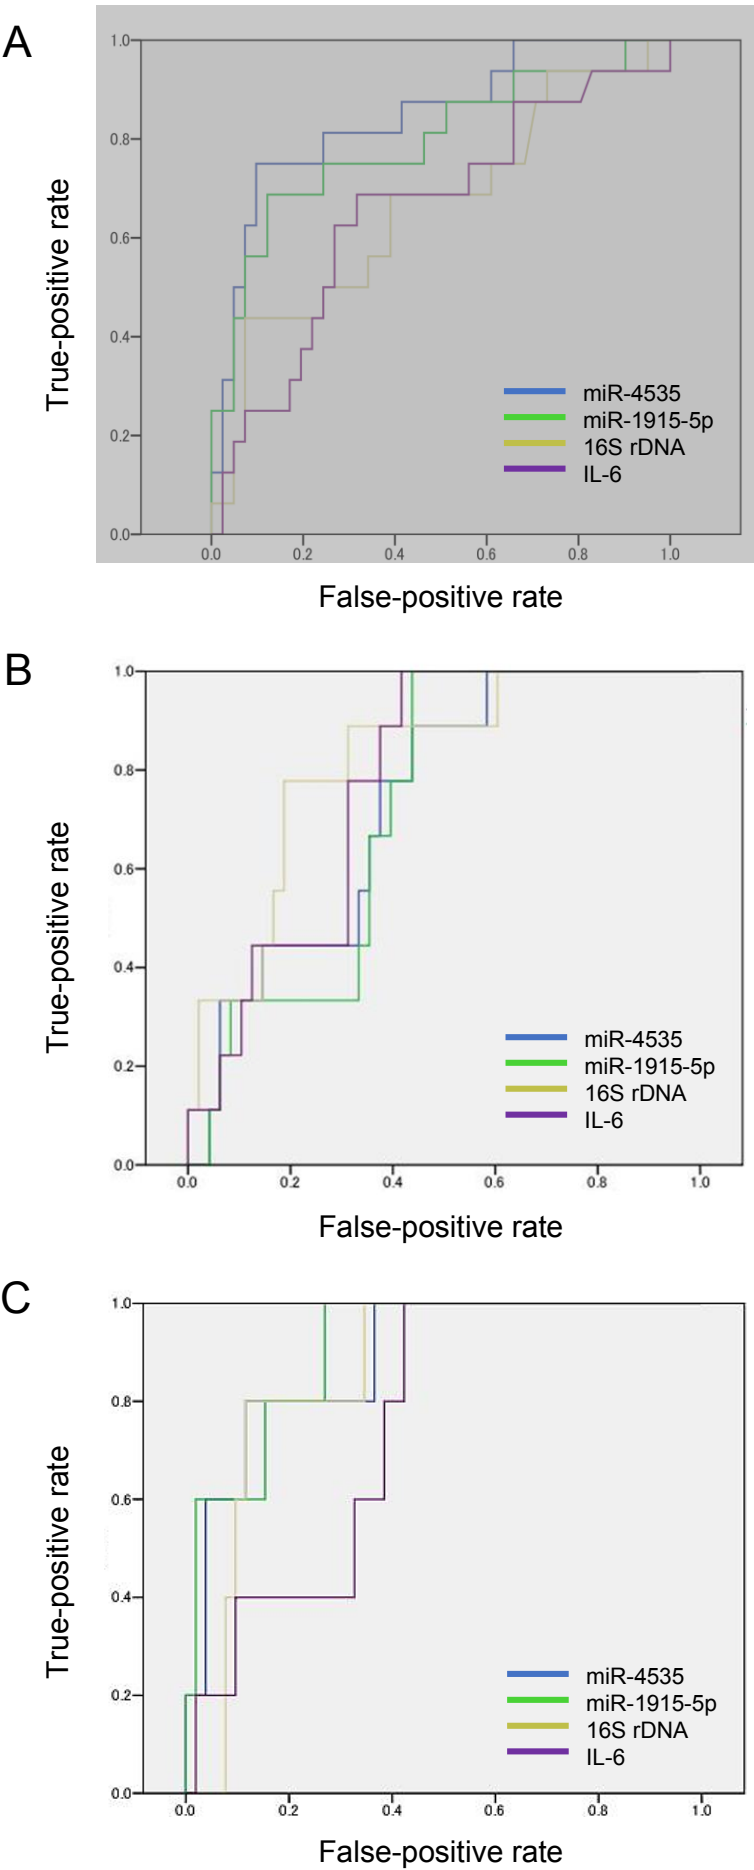 A
1.0
0.8
0.6
0.4
0.2
0.0
True-positive rate
miR-4535
miR-1915-5p
16S rDNA
IL-6
0.0 0.2 0.4 0.6 0.8 1.0
False-positive rate
B
1.0
0.8
0.6
0.4
0.2
0.0
True-positive rate
miR-4535
miR-1915-5p
16S rDNA
IL-6
0.0 0.2 0.4 0.6 0.8 1.0
False-positive rate
C
1.0
0.8
0.6
0.4
0.2
0.0
True-positive rate
miR-4535
miR-1915-5p
16S rDNA
IL-6
0.0 0.2 0.4 0.6 0.8 1.0
False-positive rate